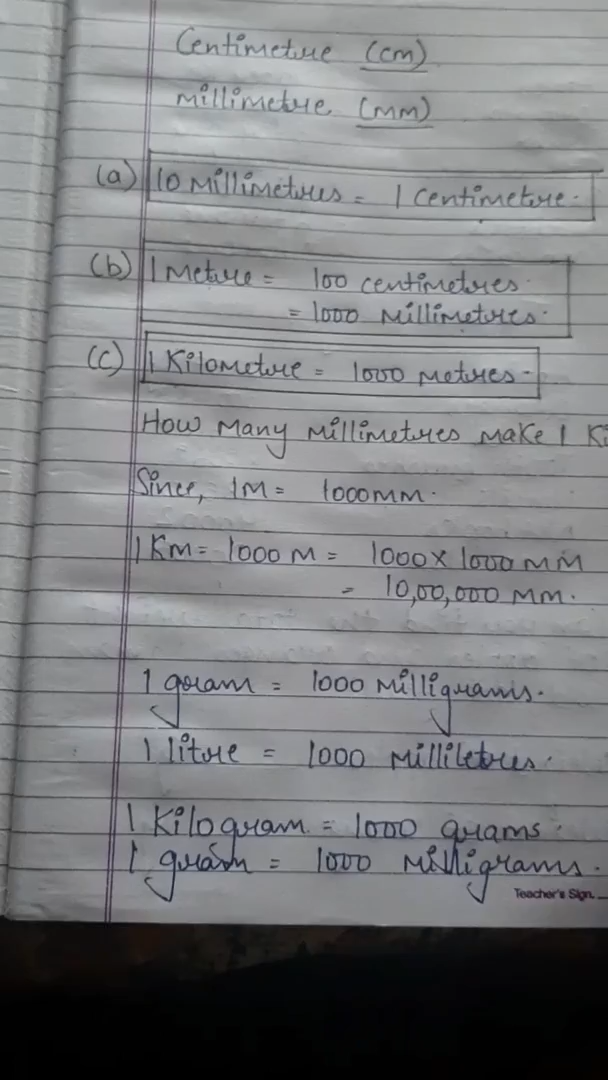 Centimetre (cm)
millimetre (mm)
(a) 10 Millimetres = 1 Centimetre.
(b) 1 Metre = 100 centimetres.
= 1000 Millimetres.
(c) 1 Kilometre = 1000 Metres.
How Many Millimetres make 1 Ki
Since, 1M = 1000mm.
1 Km = 1000 M = 1000 x 1000 mm
= 10,00,000 mm.
1 gram = 1000 Milligrams.
1 litre = 1000 Milliletres.
1 Kilogram = 1000 grams.
1 gram = 1000 Milligrams.
Teacher's Sign.